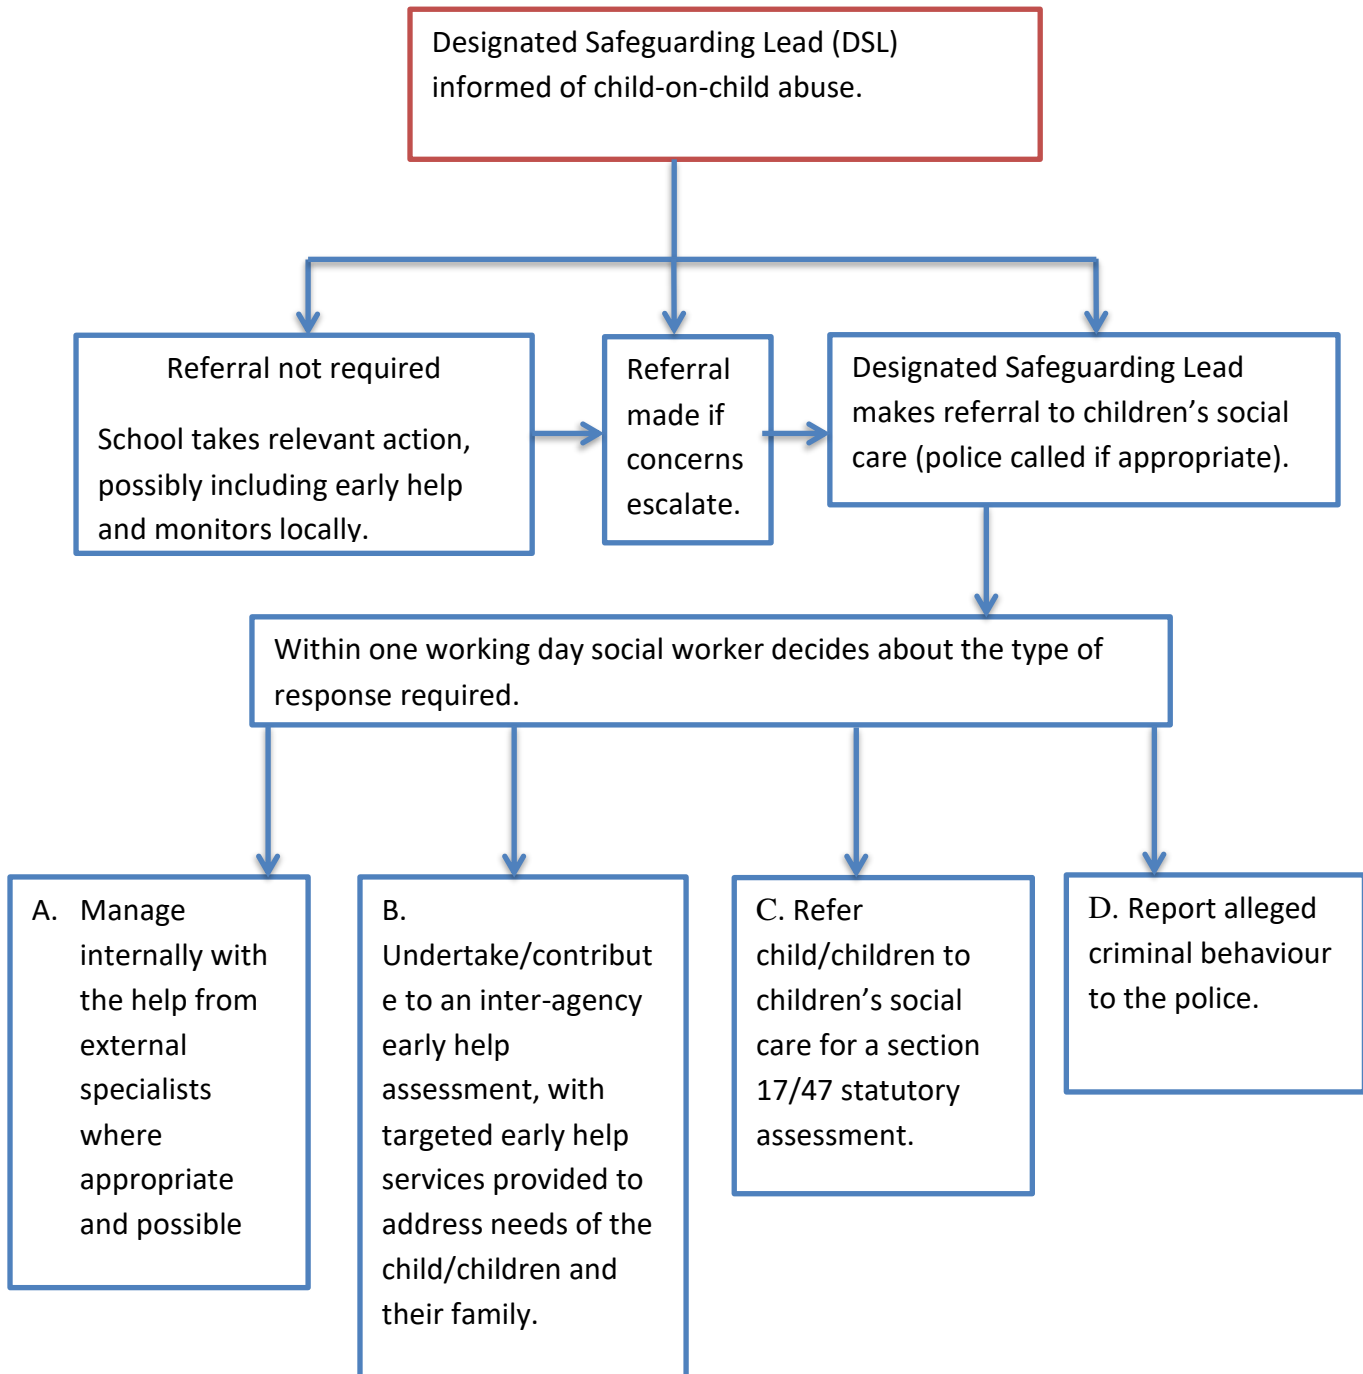 Designated Safeguarding Lead (DSL)
informed of child-on-child abuse.
Referral not required
School takes relevant action,
possibly including early help
and monitors locally.
Referral
made if
concerns
escalate.
Designated Safeguarding Lead
makes referral to children’s social
care (police called if appropriate).
Within one working day social worker decides about the type of
response required.
A. Manage
internally with
the help from
external
specialists
where
appropriate
and possible
B.
Undertake/contribut
e to an inter-agency
early help
assessment, with
targeted early help
services provided to
address needs of the
child/children and
their family.
C. Refer
child/children to
children’s social
care for a section
17/47 statutory
assessment.
D. Report alleged
criminal behaviour
to the police.